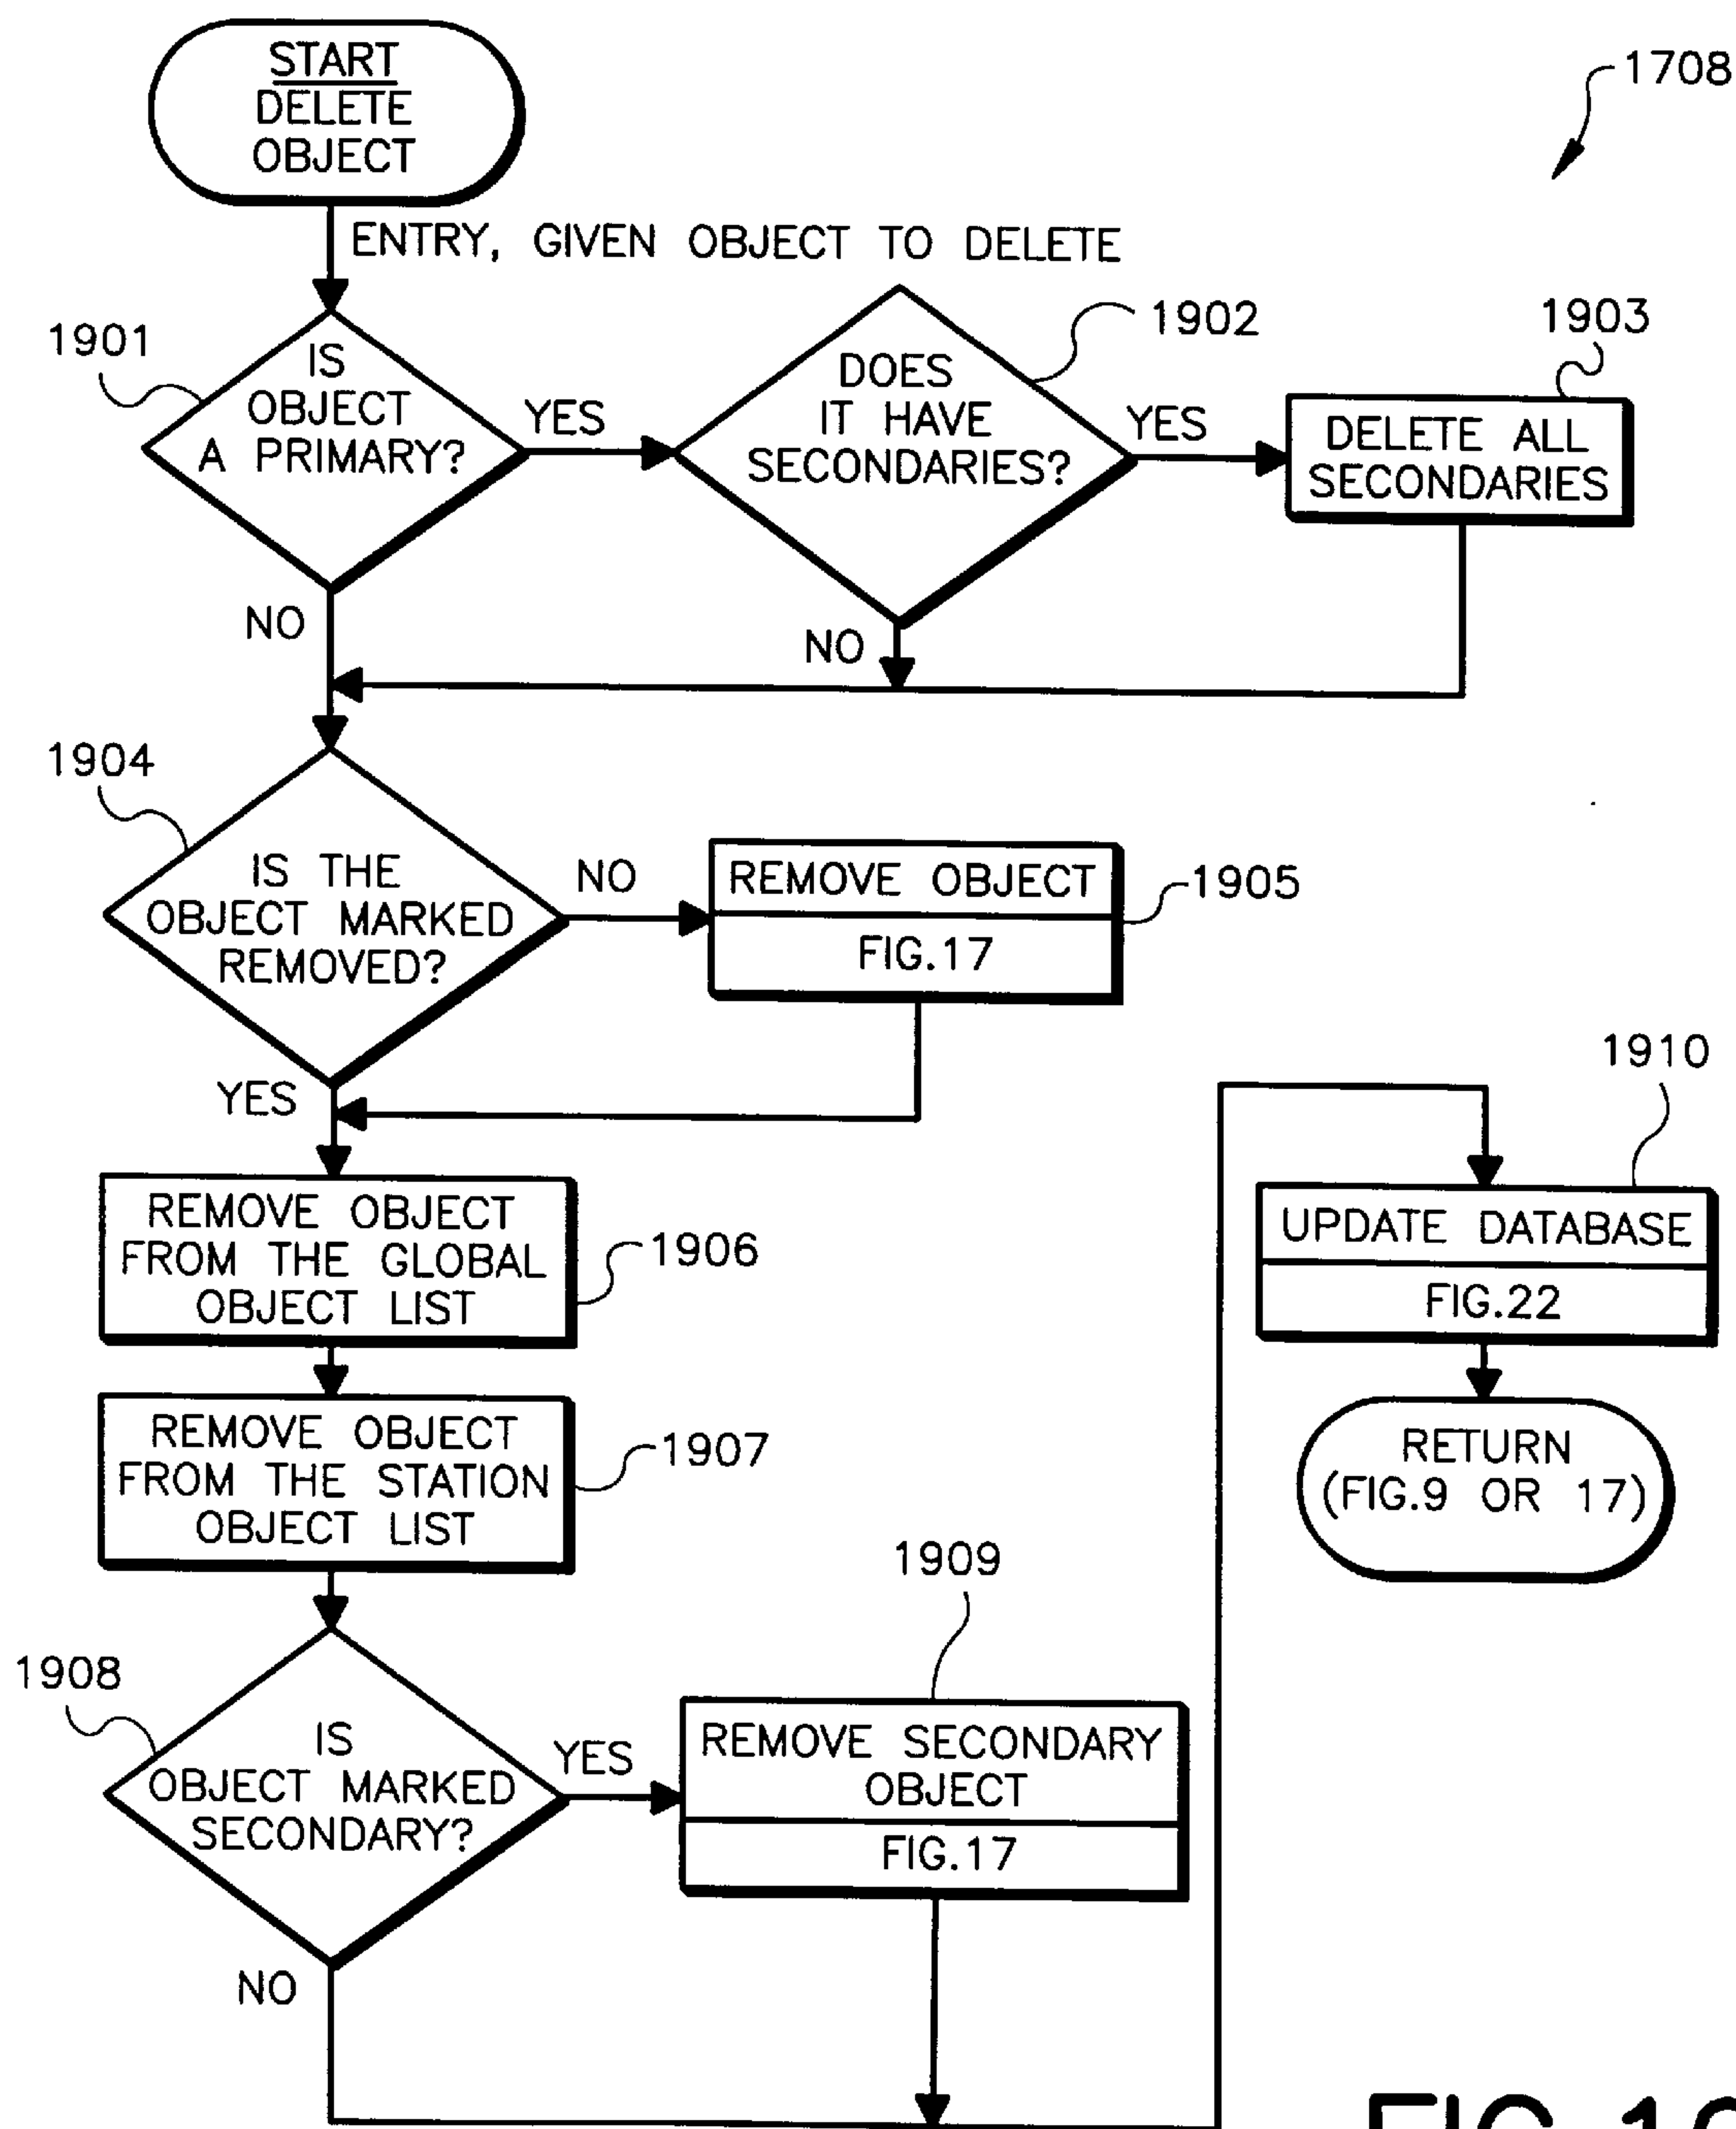 START
DELETE
OBJECT
1708
ENTRY, GIVEN OBJECT TO DELETE
1901
IS
OBJECT
A PRIMARY?
YES
1902
DOES
IT HAVE
SECONDARIES?
YES
1903
DELETE ALL
SECONDARIES
NO
NO
1904
IS THE
OBJECT MARKED
REMOVED?
NO
REMOVE OBJECT
FIG.17
1905
YES
REMOVE OBJECT
FROM THE GLOBAL
OBJECT LIST
1906
REMOVE OBJECT
FROM THE STATION
OBJECT LIST
1907
1908
IS
OBJECT MARKED
SECONDARY?
YES
1909
REMOVE SECONDARY
OBJECT
FIG.17
NO
1910
UPDATE DATABASE
FIG.22
RETURN
(FIG.9 OR 17)